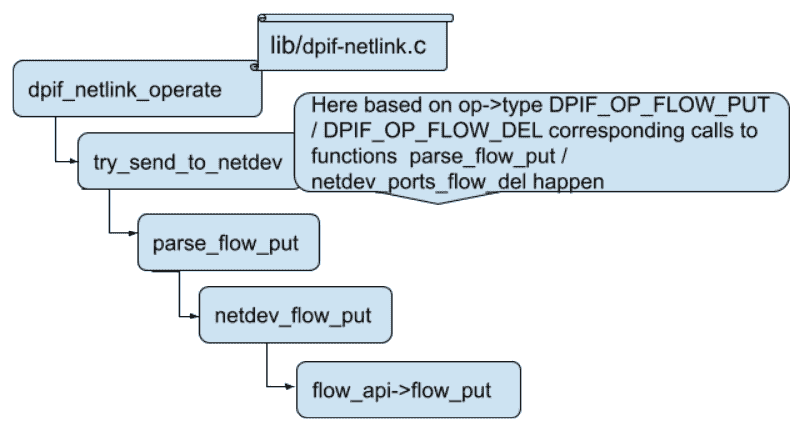 lib/dpif-netlink.c
dpif_netlink_operate
Here based on op->type DPIF_OP_FLOW_PUT
/ DPIF_OP_FLOW_DEL corresponding calls to
functions parse_flow_put /
netdev_ports_flow_del happen
try_send_to_netdev
parse_flow_put
netdev_flow_put
flow_api->flow_put